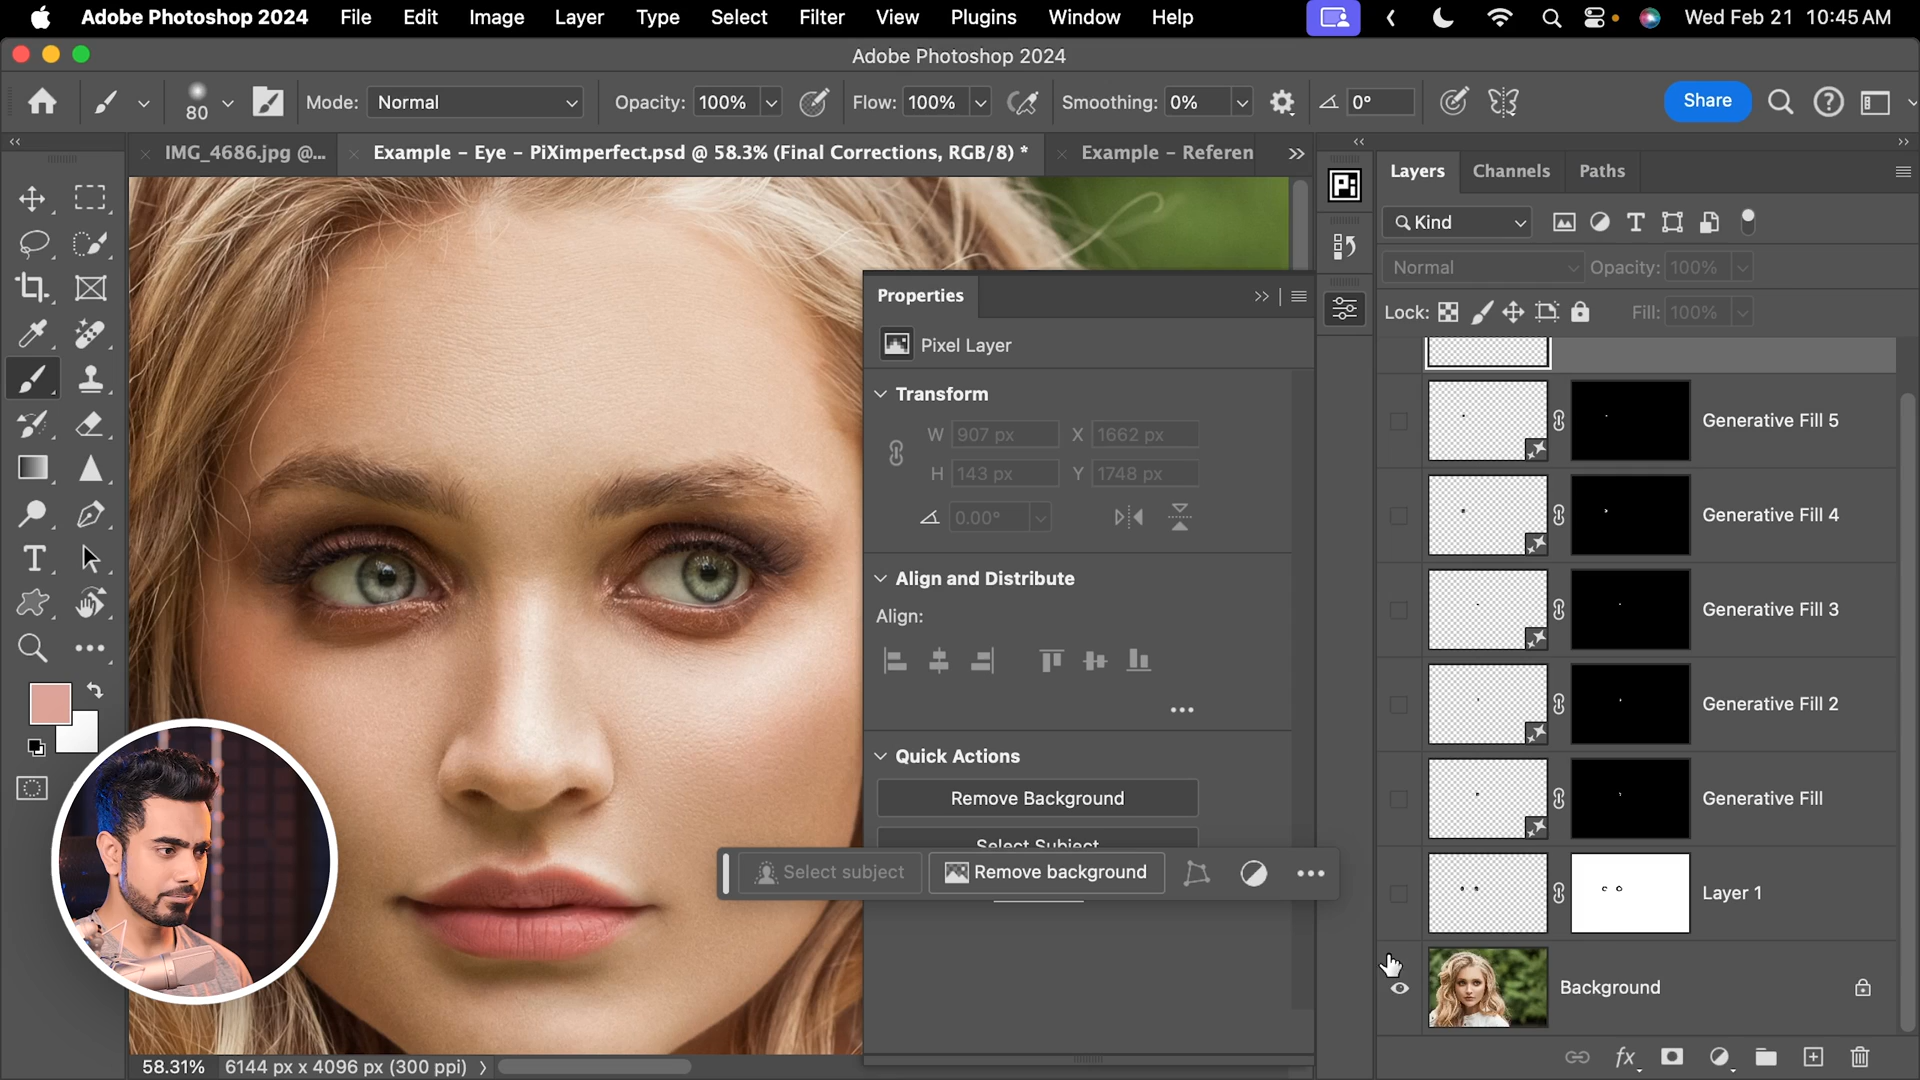 Adobe Photoshop 2024 File Edit Image Layer Type Select Filter View Plugins Window Help Wed Feb 21 10:45 AM
Adobe Photoshop 2024
80 Mode: Normal Opacity: 100% Flow: 100% Smoothing: 0% 0° Share
IMG_4686.jpg @... Example – Eye – PiXimperfect.psd @ 58.3% (Final Corrections, RGB/8) * Example – Referen
Pi
Layers Channels Paths
Kind
Normal Opacity: 100%
Lock: Fill: 100%
Properties
Pixel Layer
Transform
W 907 px X 1662 px
H 143 px Y 1748 px
0.00°
Align and Distribute
Align:
Quick Actions
Remove Background
Select Subject
Select subject Remove background
Generative Fill 5
Generative Fill 4
Generative Fill 3
Generative Fill 2
Generative Fill
Layer 1
Background
fx
58.31% 6144 px x 4096 px (300 ppi)